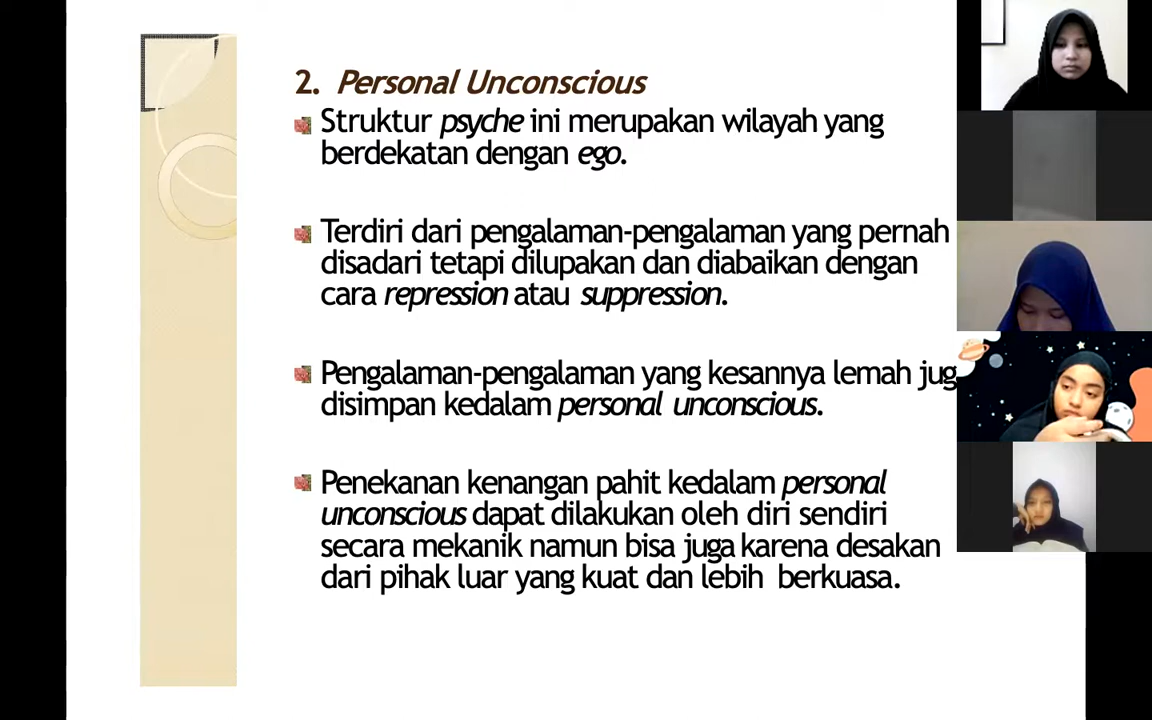 2. Personal Unconscious
Struktur psyche ini merupakan wilayah yang
berdekatan dengan ego.
Terdiri dari pengalaman-pengalaman yang pernah
disadari tetapi dilupakan dan diabaikan dengan
cara repression atau suppression.
Pengalaman-pengalaman yang kesannya lemah jug
disimpan kedalam personal unconscious.
Penekanan kenangan pahit kedalam personal
unconscious dapat dilakukan oleh diri sendiri
secara mekanik namun bisa juga karena desakan
dari pihak luar yang kuat dan lebih berkuasa.